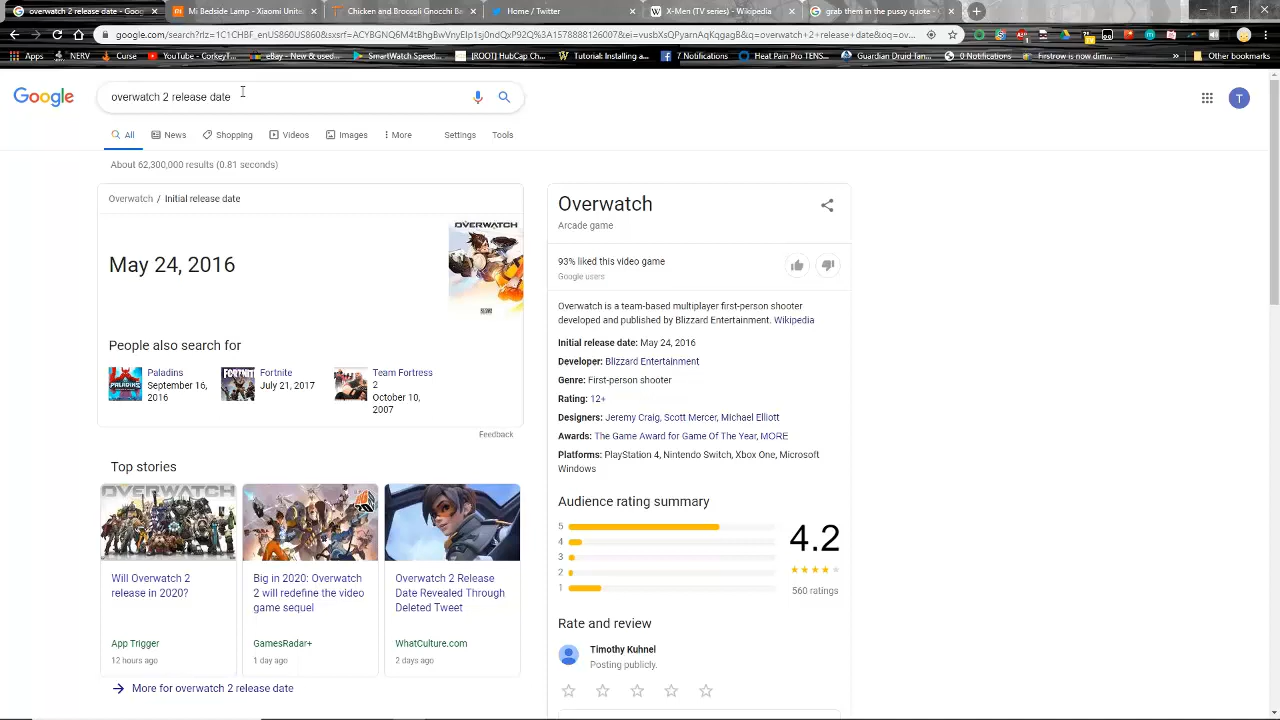 overwatch 2 release date - Goog
Mi Bedside Lamp - Xiaomi Unite
Chicken and Broccoli Gnocchi Ba
Home / Twitter
X-Men (TV series) - Wikipedia
grab them in the pussy quote -
Apps
NERV
Curse
YouTube - CorkeyT...
eBay - New & used...
SmartWatch Speed...
[ROOT] HubCap Ch...
Tutorial: Installing a...
7 Notifications
Heat Pain Pro TENS...
Guardian Druid Tan...
0 Notifications
Firstrow is now dim...
»
Other bookmarks
Google
overwatch 2 release date
T
All
News
Shopping
Videos
Images
More
Settings
Tools
About 62,300,000 results (0.81 seconds)
Overwatch / Initial release date
May 24, 2016
OVERWATCH
People also search for
Paladins
September 16,
2016
Fortnite
July 21, 2017
Team Fortress
2
October 10,
2007
Feedback
Top stories
Will Overwatch 2
release in 2020?
App Trigger
12 hours ago
Big in 2020: Overwatch
2 will redefine the video
game sequel
GamesRadar+
1 day ago
Overwatch 2 Release
Date Revealed Through
Deleted Tweet
WhatCulture.com
2 days ago
More for overwatch 2 release date
Overwatch
Arcade game
93% liked this video game
Google users
Overwatch is a team-based multiplayer first-person shooter
developed and published by Blizzard Entertainment. Wikipedia
Initial release date: May 24, 2016
Developer: Blizzard Entertainment
Genre: First-person shooter
Rating: 12+
Designers: Jeremy Craig, Scott Mercer, Michael Elliott
Awards: The Game Award for Game Of The Year, MORE
Platforms: PlayStation 4, Nintendo Switch, Xbox One, Microsoft
Windows
Audience rating summary
5
4
3
2
1
4.2
560 ratings
Rate and review
Timothy Kuhnel
Posting publicly.